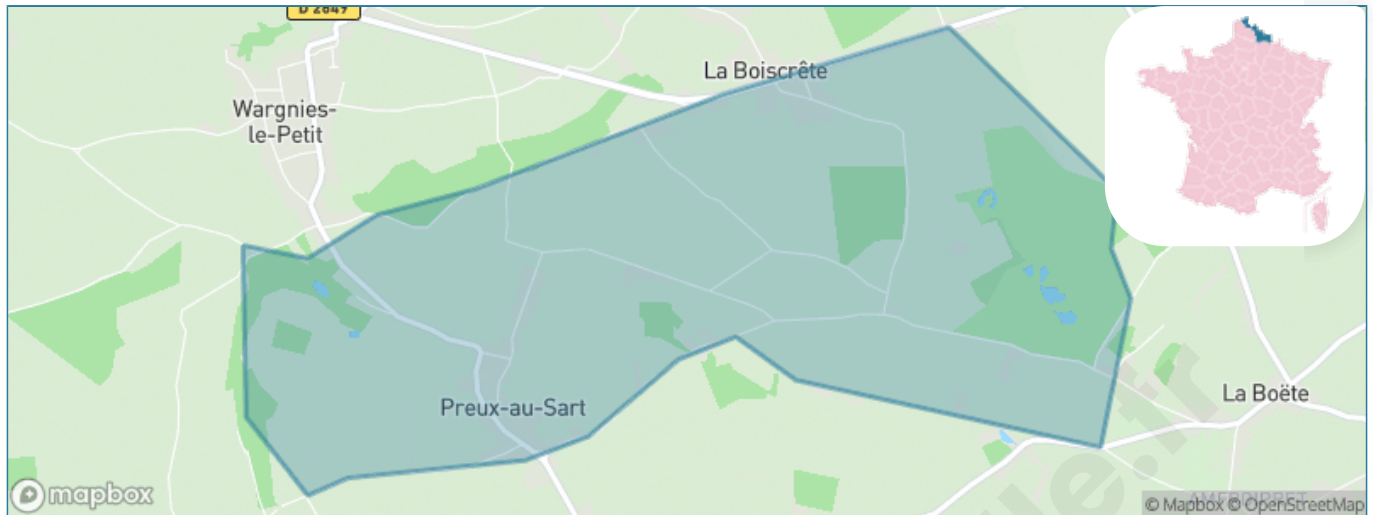 D 2649
La Boiscrête
Wargnies-
le-Petit
Preux-au-Sart
La Boëte
mapbox
© Mapbox © OpenStreetMap